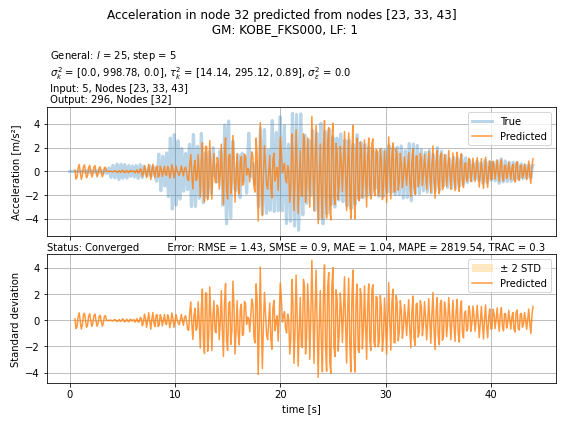 Acceleration in node 32 predicted from nodes [23, 33, 43]
GM: KOBE_FKS000, LF: 1
General: l = 25, step = 5
σ²ₖ = [0.0, 998.78, 0.0], τ²ₖ = [14.14, 295.12, 0.89], σ²ε = 0.0
Input: 5, Nodes [23, 33, 43]
Output: 296, Nodes [32]
Acceleration [m/s²]
4
2
0
−2
−4
True
Predicted
Status: Converged Error: RMSE = 1.43, SMSE = 0.9, MAE = 1.04, MAPE = 2819.54, TRAC = 0.3
Standard deviation
4
2
0
−2
−4
± 2 STD
Predicted
0 10 20 30 40
time [s]